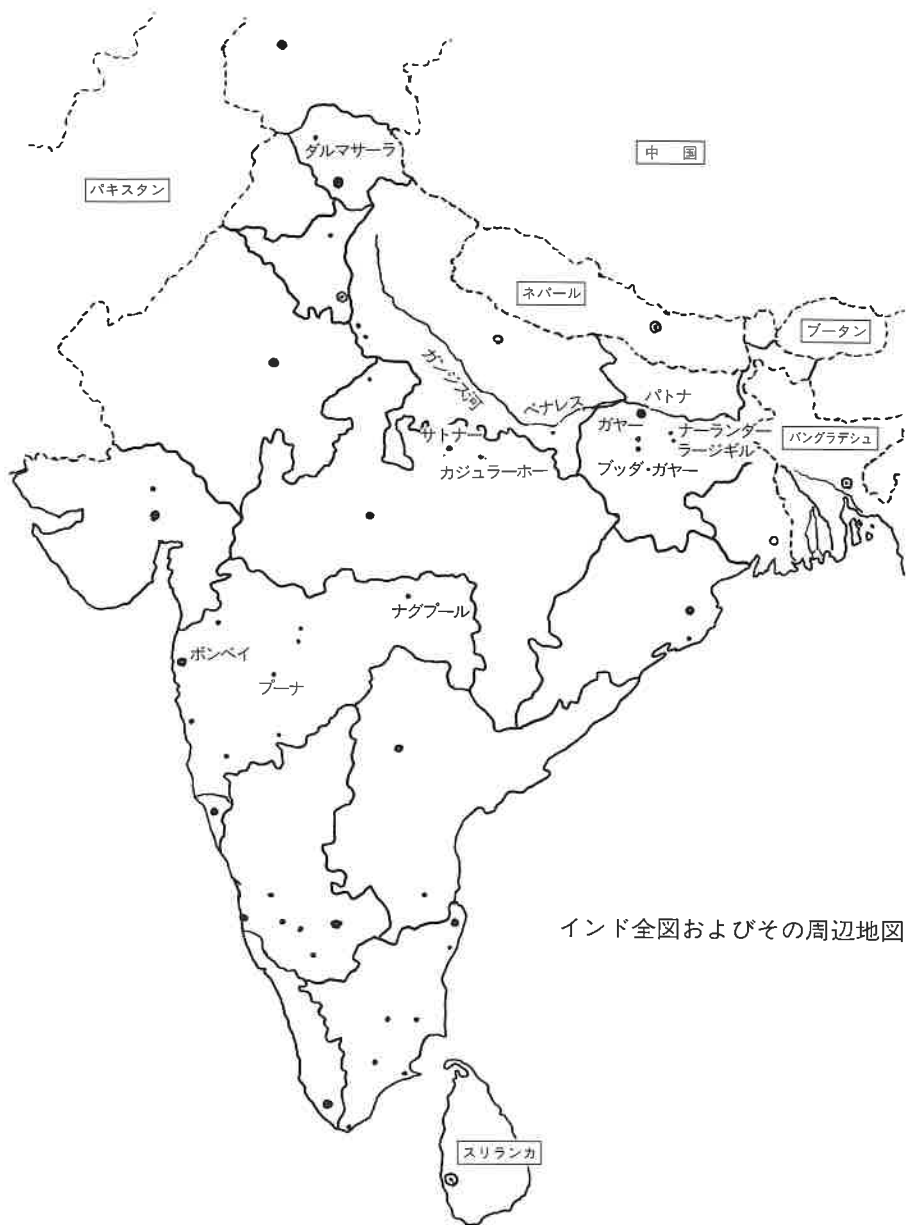 ダルマサーラ
中 国
パキスタン
ネパール
ブータン
ガンジス河
ベナレス
パトナ
ガヤー
ナーランダー
サトナー
ラージギル
バングラデシュ
カジュラーホー
ブッダ・ガヤー
ナグプール
ボンベイ
プーナ
インド全図およびその周辺地図
スリランカ